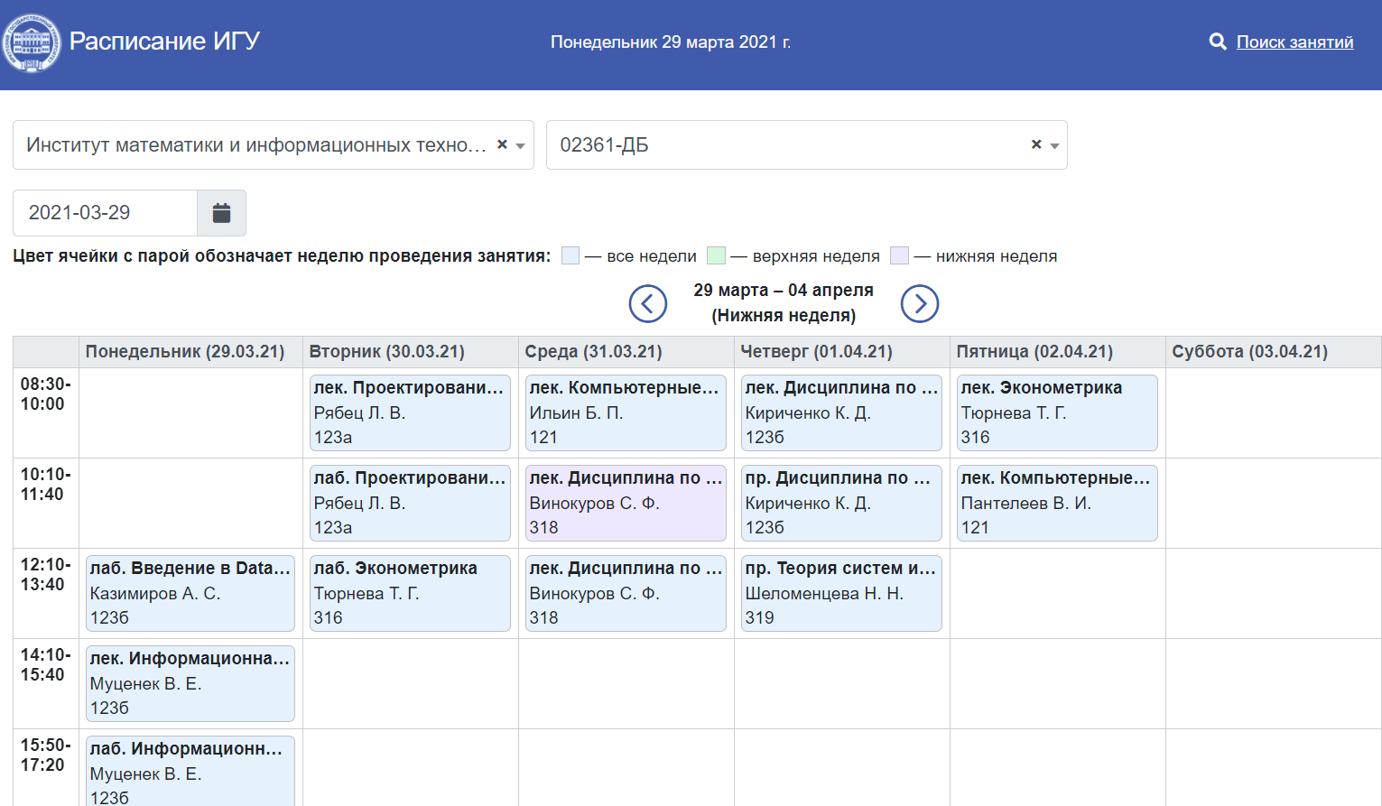 Расписание ИГУ
Понедельник 29 марта 2021 г.
Поиск занятий
Институт математики и информационных техно... ×
02361-ДБ ×
2021-03-29
Цвет ячейки с парой обозначает неделю проведения занятия: — все недели — верхняя неделя — нижняя неделя
29 марта – 04 апреля
(Нижняя неделя)
Понедельник (29.03.21) Вторник (30.03.21) Среда (31.03.21) Четверг (01.04.21) Пятница (02.04.21) Суббота (03.04.21)
08:30-
10:00
лек. Проектировани...
Рябец Л. В.
123а
лек. Компьютерные...
Ильин Б. П.
121
лек. Дисциплина по ...
Кириченко К. Д.
123б
лек. Эконометрика
Тюрнева Т. Г.
316
10:10-
11:40
лаб. Проектировани...
Рябец Л. В.
123а
лек. Дисциплина по ...
Винокуров С. Ф.
318
пр. Дисциплина по ...
Кириченко К. Д.
123б
лек. Компьютерные...
Пантелеев В. И.
121
12:10-
13:40
лаб. Введение в Data...
Казимиров А. С.
123б
лаб. Эконометрика
Тюрнева Т. Г.
316
лек. Дисциплина по ...
Винокуров С. Ф.
318
пр. Теория систем и...
Шеломенцева Н. Н.
319
14:10-
15:40
лек. Информационна...
Муценек В. Е.
123б
15:50-
17:20
лаб. Информационн...
Муценек В. Е.
123б